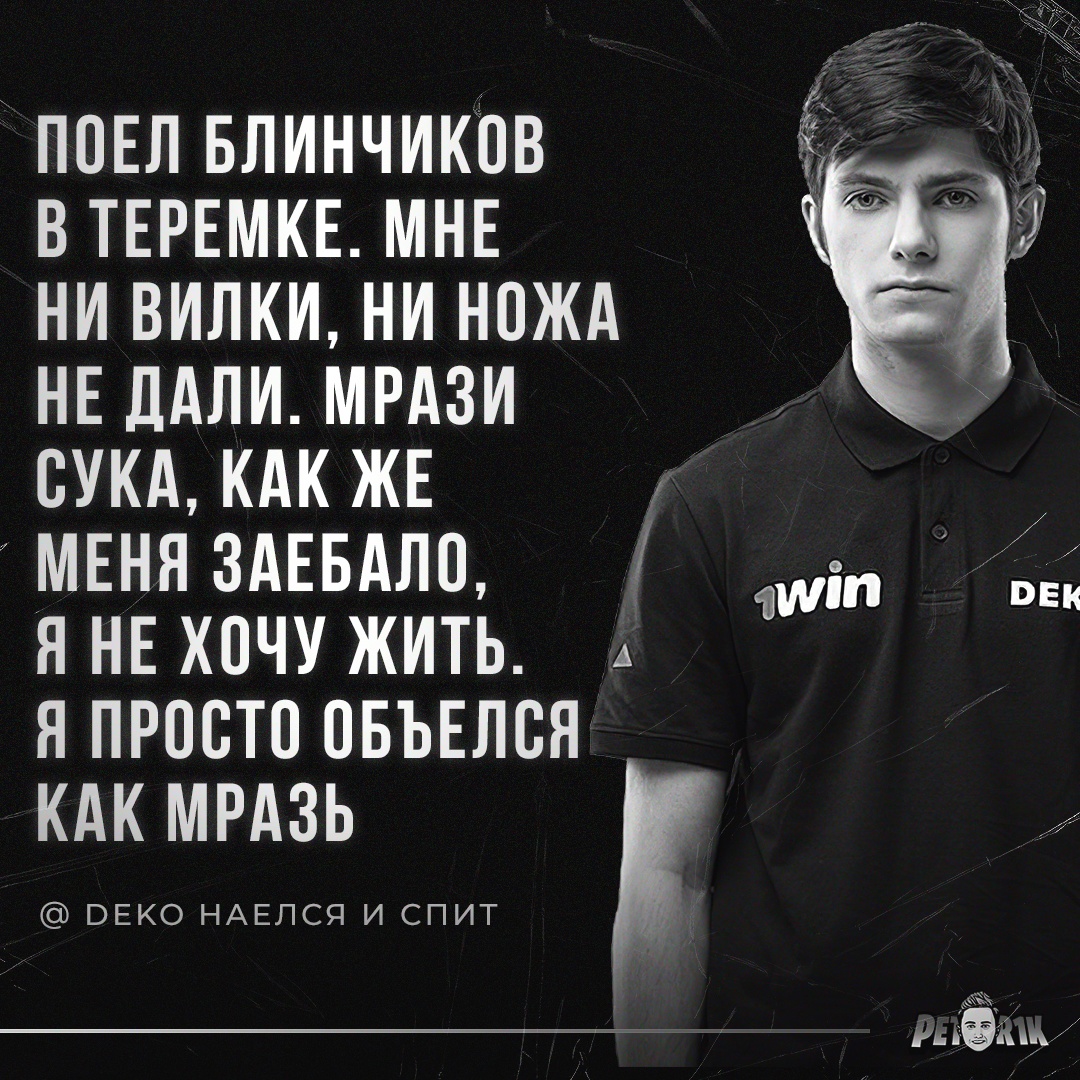 ПОЕЛ БЛИНЧИКОВ
В ТЕРЕМКЕ. МНЕ
НИ ВИЛКИ, НИ НОЖА
НЕ ДАЛИ. МРАЗИ
СУКА, КАК ЖЕ
МЕНЯ ЗАЕБАЛО,
Я НЕ ХОЧУ ЖИТЬ.
Я ПРОСТО ОБЪЕЛСЯ
КАК МРАЗЬ
@ DEKO НАЕЛСЯ И СПИТ
1win
DEK